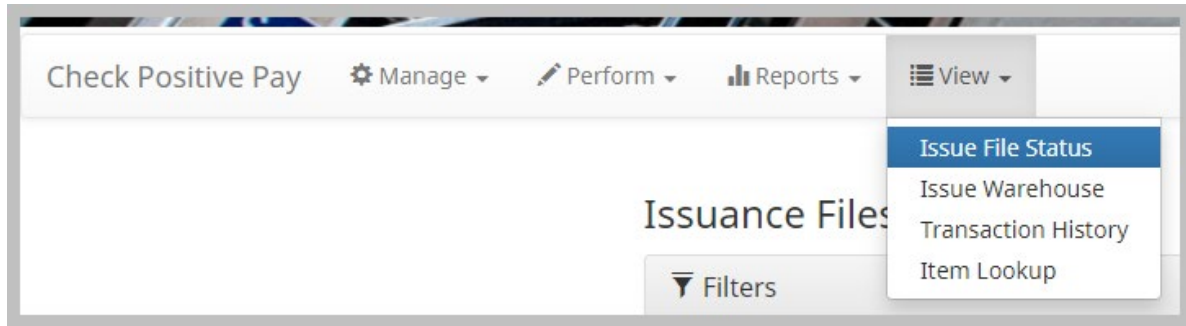 Check Positive Pay Manage Perform Reports View
Issue File Status
Issue Warehouse
Issuance Files
Transaction History
Item Lookup
Filters